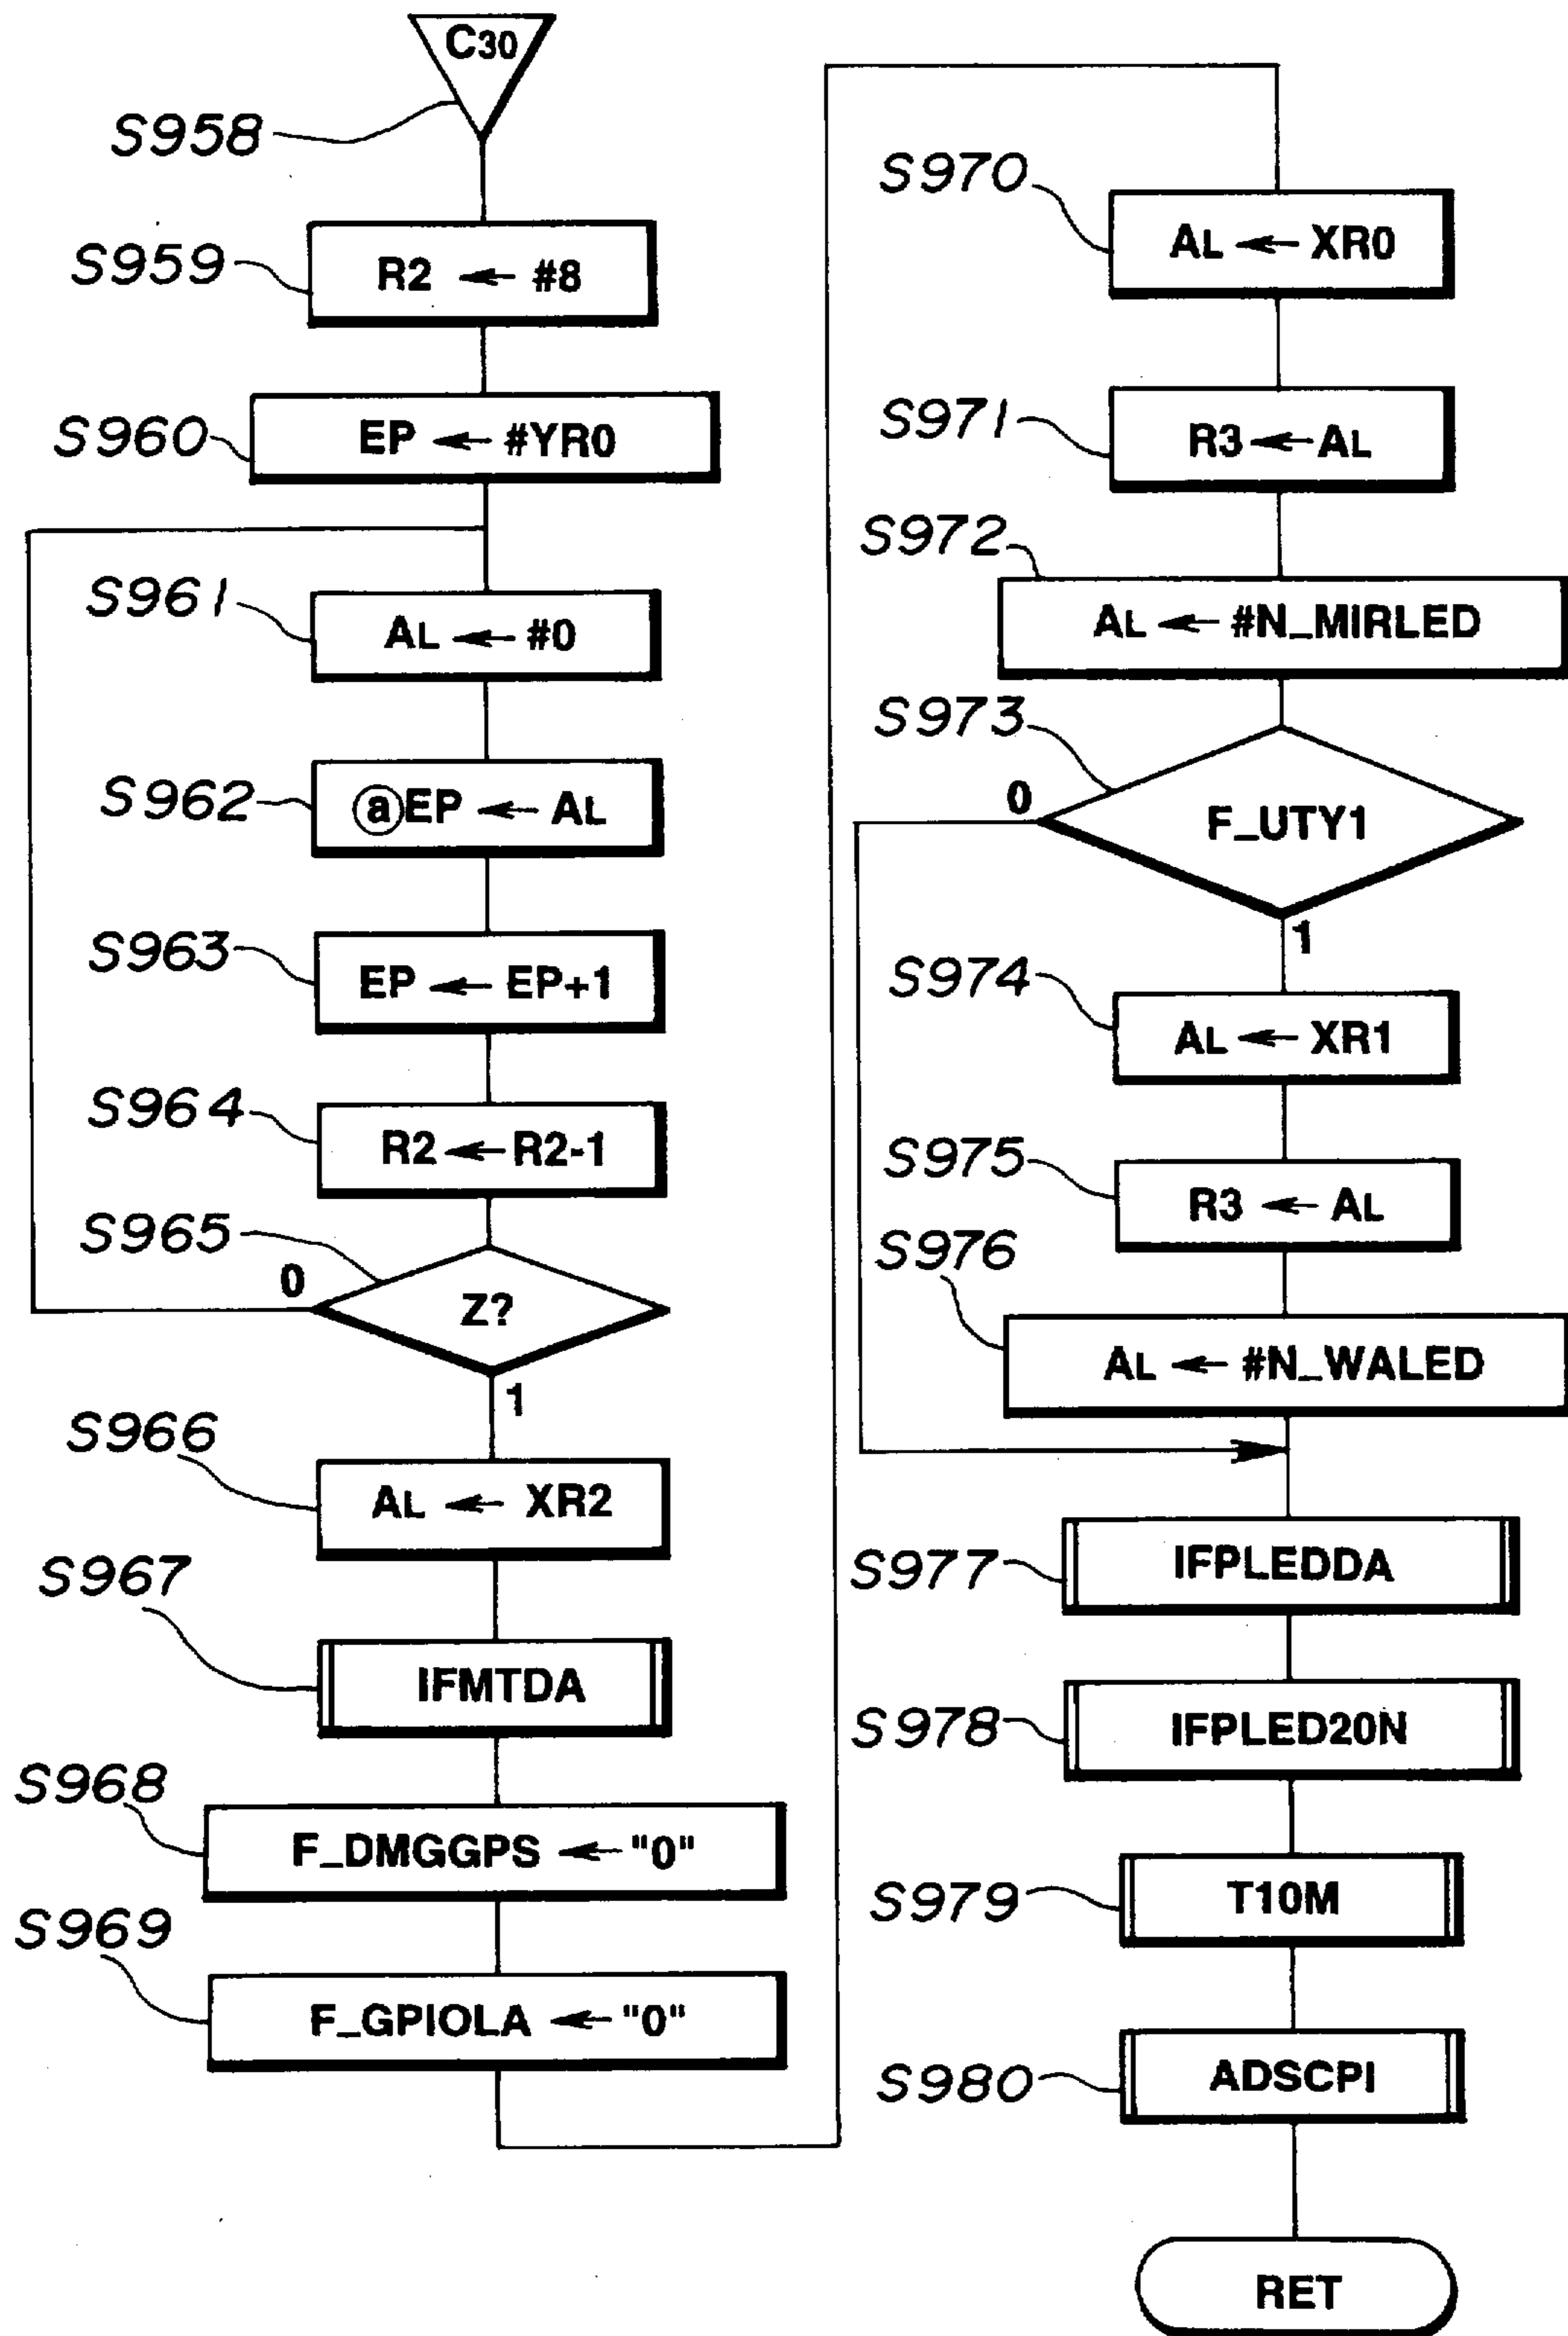 C30
S958
S959
R2 ← #8
S960
EP ← #YR0
S961
AL ← #0
S962
ⓐEP ← AL
S963
EP ← EP+1
S964
R2 ← R2-1
S965
0
Z?
1
S966
AL ← XR2
S967
IFMTDA
S968
F_DMGGPS ← "0"
S969
F_GPIOLA ← "0"
S970
AL ← XR0
S971
R3 ← AL
S972
AL ← #N_MIRLED
S973
0
F_UTY1
1
S974
AL ← XR1
S975
R3 ← AL
S976
AL ← #N_WALED
S977
IFPLEDDA
S978
IFPLED20N
S979
T10M
S980
ADSCPI
RET